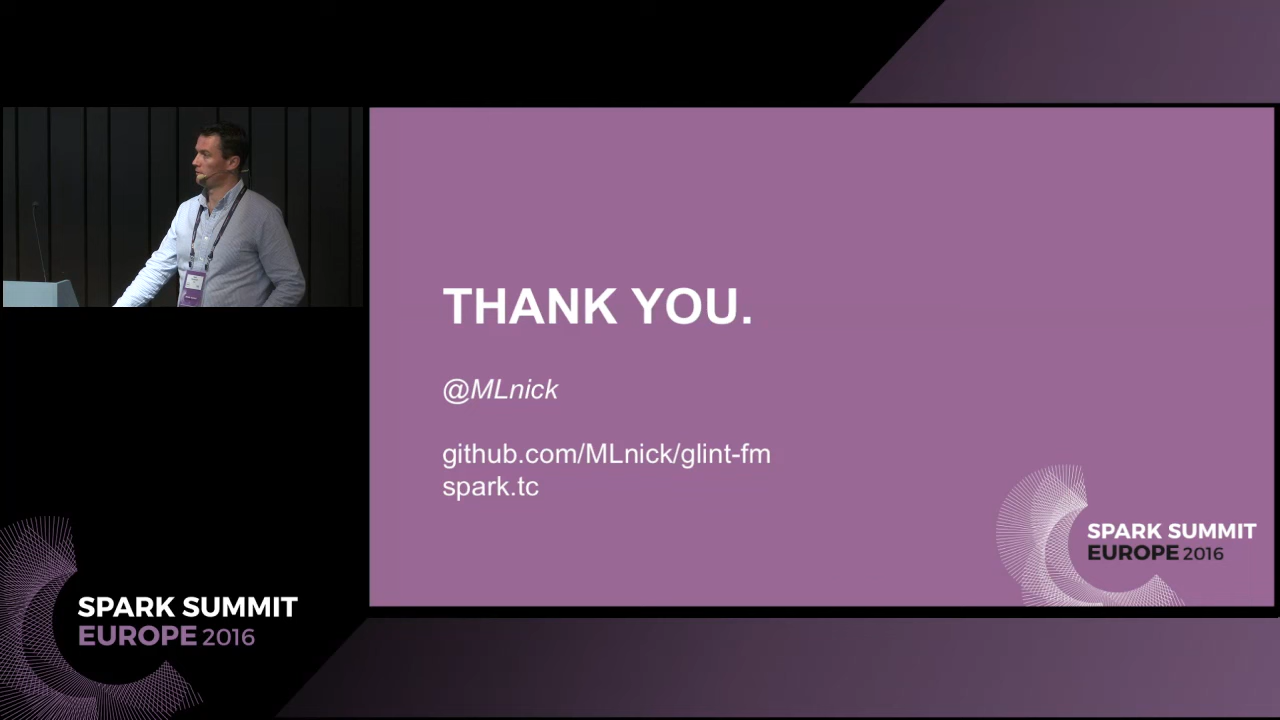 THANK YOU.
@MLnick
github.com/MLnick/glint-fm
spark.tc
SPARK SUMMIT
EUROPE 2016
SPARK SUMMIT
EUROPE 2016